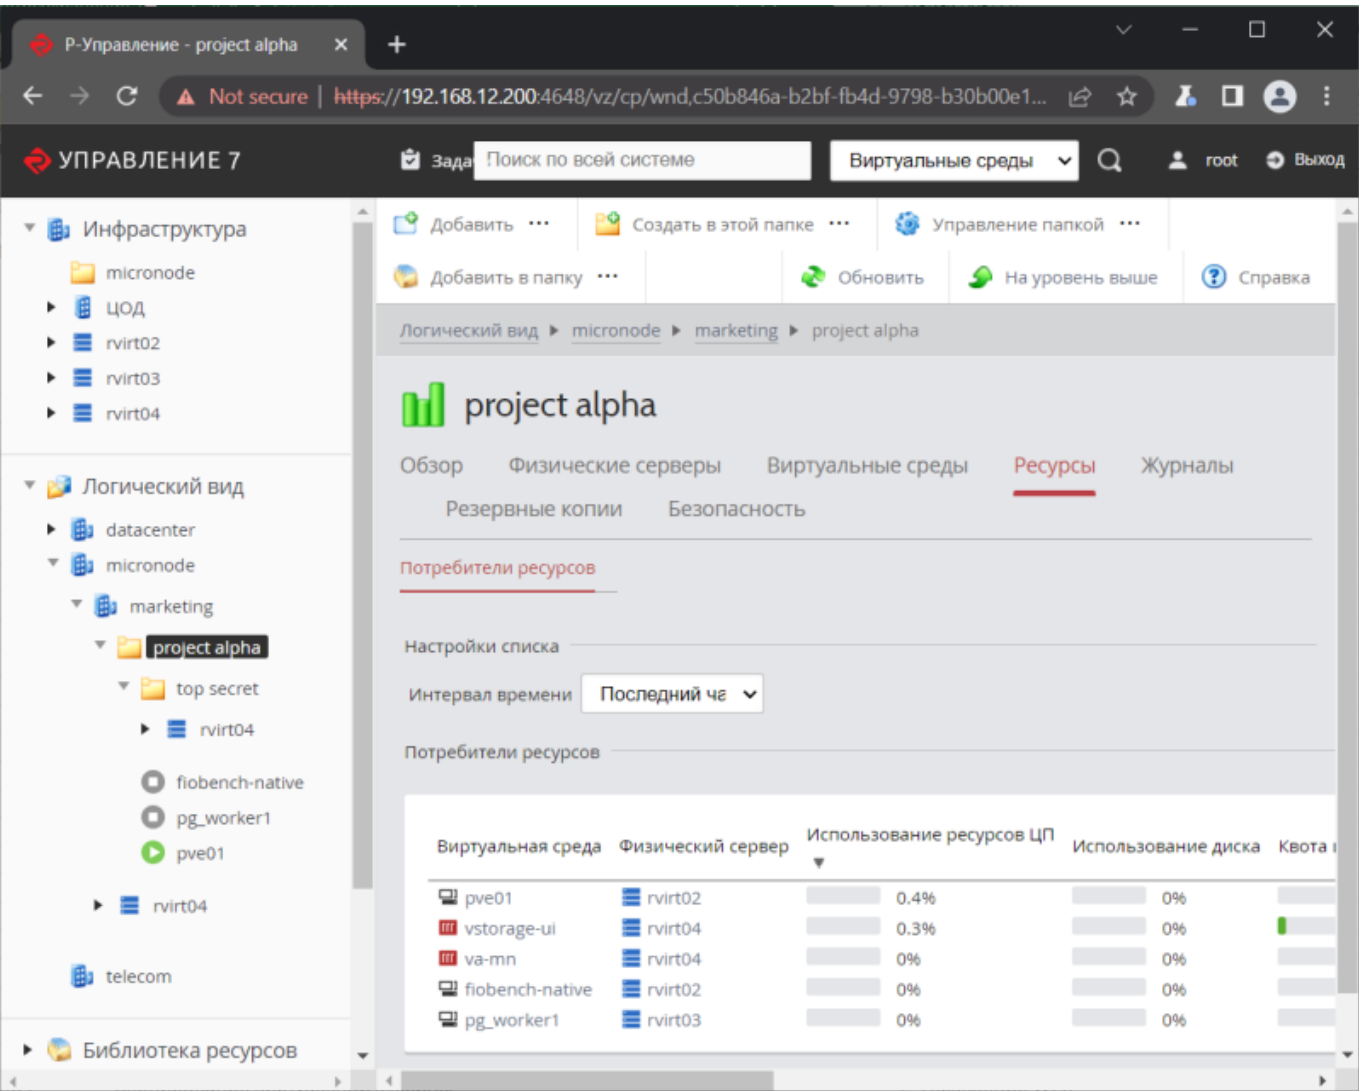 Р-Управление - project alpha
Not secure https://192.168.12.200:4648/vz/cp/wnd,c50b846a-b2bf-fb4d-9798-b30b00e1...
УПРАВЛЕНИЕ 7
Зада
Поиск по всей системе
Виртуальные среды
root
Выход
Инфраструктура
micronode
ЦОД
rvirt02
rvirt03
rvirt04
Логический вид
datacenter
micronode
marketing
project alpha
top secret
rvirt04
fiobench-native
pg_worker1
pve01
rvirt04
telecom
Библиотека ресурсов
Добавить ... Создать в этой папке ... Управление папкой ...
Добавить в папку ... Обновить На уровень выше Справка
Логический вид micronode marketing project alpha
project alpha
Обзор Физические серверы Виртуальные среды Ресурсы Журналы
Резервные копии Безопасность
Потребители ресурсов
Настройки списка
Интервал времени Последний ча
Потребители ресурсов
Виртуальная среда Физический сервер Использование ресурсов ЦП Использование диска Квота
pve01 rvirt02 0.4% 0%
vstorage-ui rvirt04 0.3% 0%
va-mn rvirt04 0% 0%
fiobench-native rvirt02 0% 0%
pg_worker1 rvirt03 0% 0%